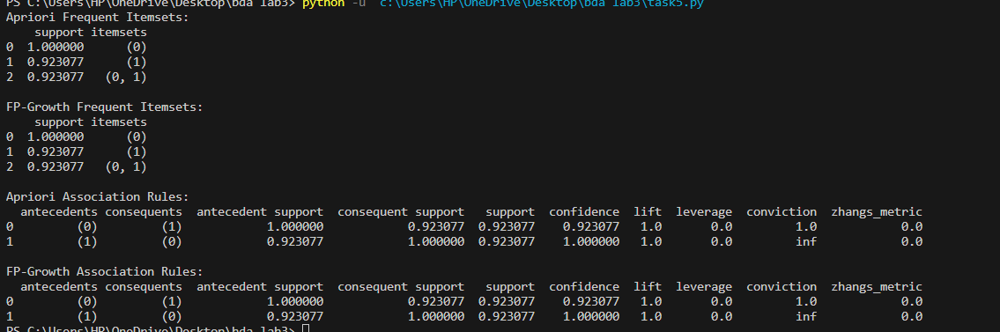 PS C:\Users\HP\OneDrive\Desktop\bda lab3> python -u "c:\Users\HP\OneDrive\Desktop\bda lab3\task5.py"
Apriori Frequent Itemsets:
    support itemsets
0  1.000000      (0)
1  0.923077      (1)
2  0.923077   (0, 1)

FP-Growth Frequent Itemsets:
    support itemsets
0  1.000000      (0)
1  0.923077      (1)
2  0.923077   (0, 1)

Apriori Association Rules:
  antecedents consequents  antecedent support  consequent support   support  confidence  lift  leverage  conviction  zhangs_metric
0         (0)         (1)            1.000000            0.923077  0.923077    0.923077   1.0       0.0         1.0            0.0
1         (1)         (0)            0.923077            1.000000  0.923077    1.000000   1.0       0.0         inf            0.0

FP-Growth Association Rules:
  antecedents consequents  antecedent support  consequent support   support  confidence  lift  leverage  conviction  zhangs_metric
0         (0)         (1)            1.000000            0.923077  0.923077    0.923077   1.0       0.0         1.0            0.0
1         (1)         (0)            0.923077            1.000000  0.923077    1.000000   1.0       0.0         inf            0.0
PS C:\Users\HP\OneDrive\Desktop\bda lab3>